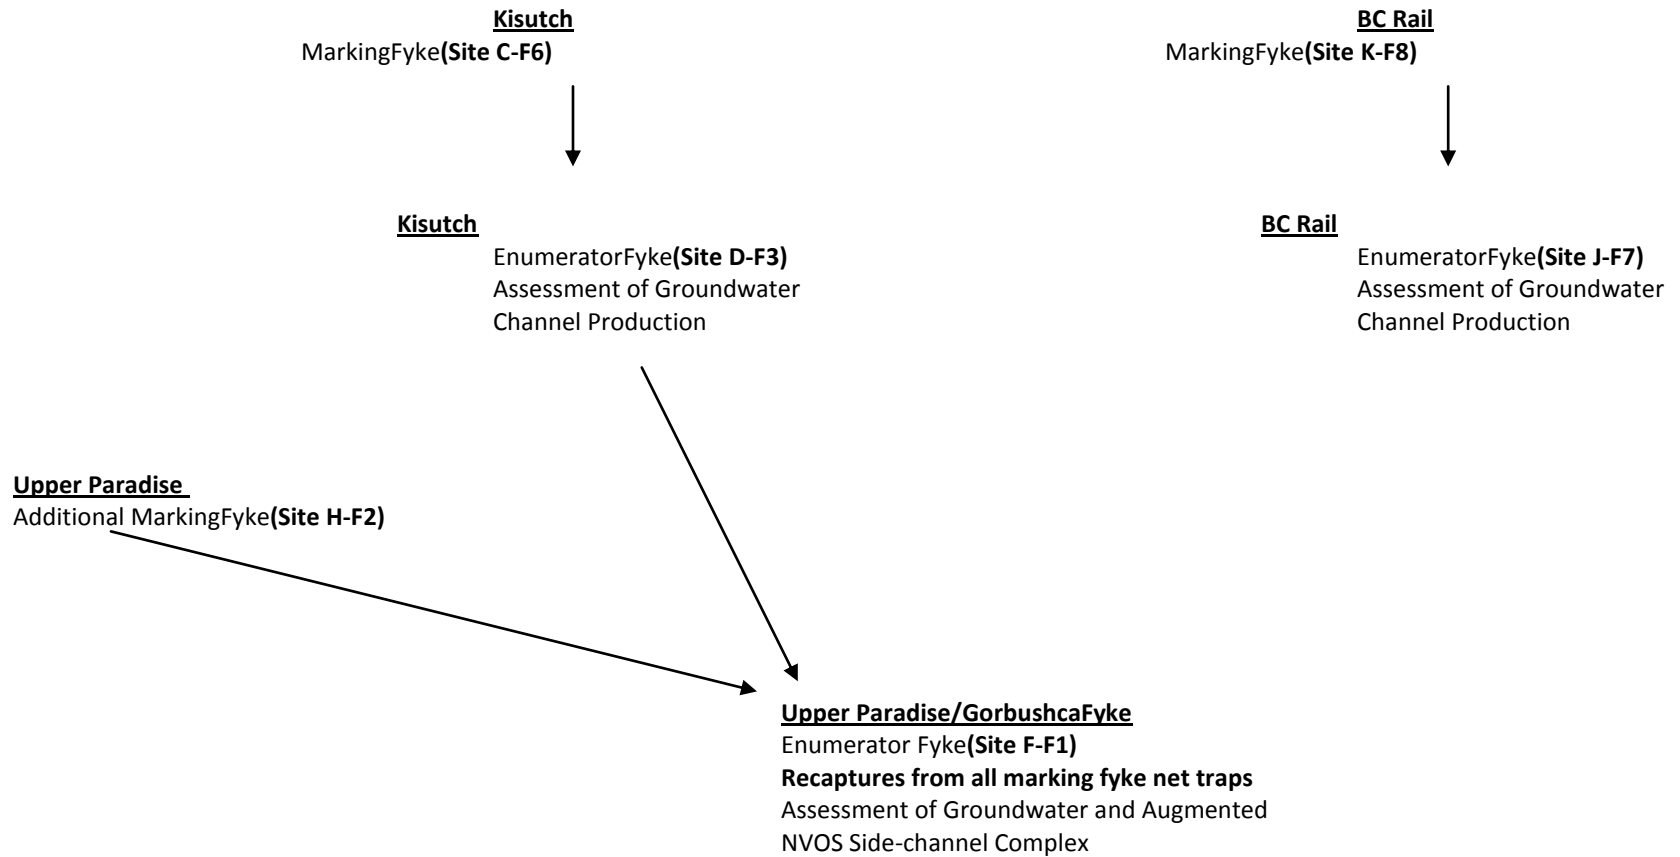 Kisutch
MarkingFyke(Site C-F6)
BC Rail
MarkingFyke(Site K-F8)
Kisutch
EnumeratorFyke(Site D-F3)
Assessment of Groundwater
Channel Production
BC Rail
EnumeratorFyke(Site J-F7)
Assessment of Groundwater
Channel Production
Upper Paradise
Additional MarkingFyke(Site H-F2)
Upper Paradise/GorbushcaFyke
Enumerator Fyke(Site F-F1)
Recaptures from all marking fyke net traps
Assessment of Groundwater and Augmented
NVOS Side-channel Complex